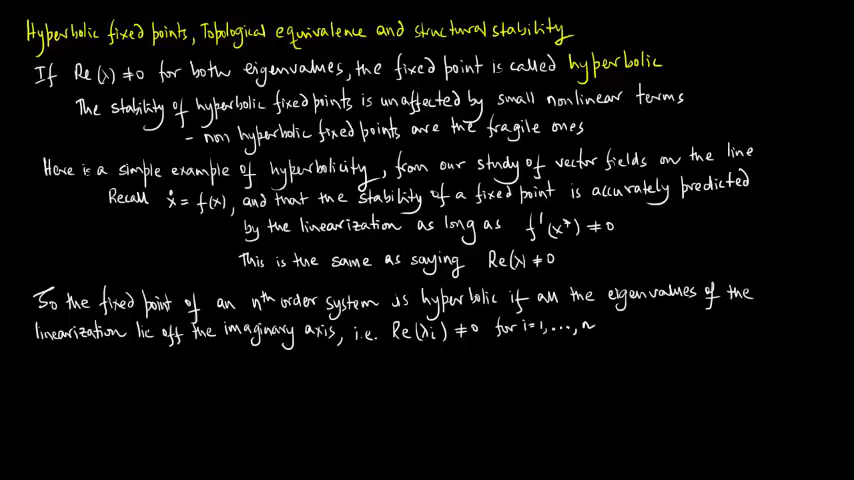 Hyperbolic fixed points, Topological equivalence and structural stability
If Re(λ) ≠ 0 for both eigenvalues, the fixed point is called hyperbolic
The stability of hyperbolic fixed points is unaffected by small nonlinear terms
- non hyperbolic fixed points are the fragile ones
Here is a simple example of hyperbolicity, from our study of vector fields on the line
Recall ẋ = f(x), and that the stability of a fixed point is accurately predicted
by the linearization as long as f'(x*) ≠ 0
This is the same as saying Re(λ) ≠ 0
So the fixed point of an nth order system is hyperbolic if all the eigenvalues of the
linearization lie off the imaginary axis, i.e. Re(λi) ≠ 0 for i=1, ..., n